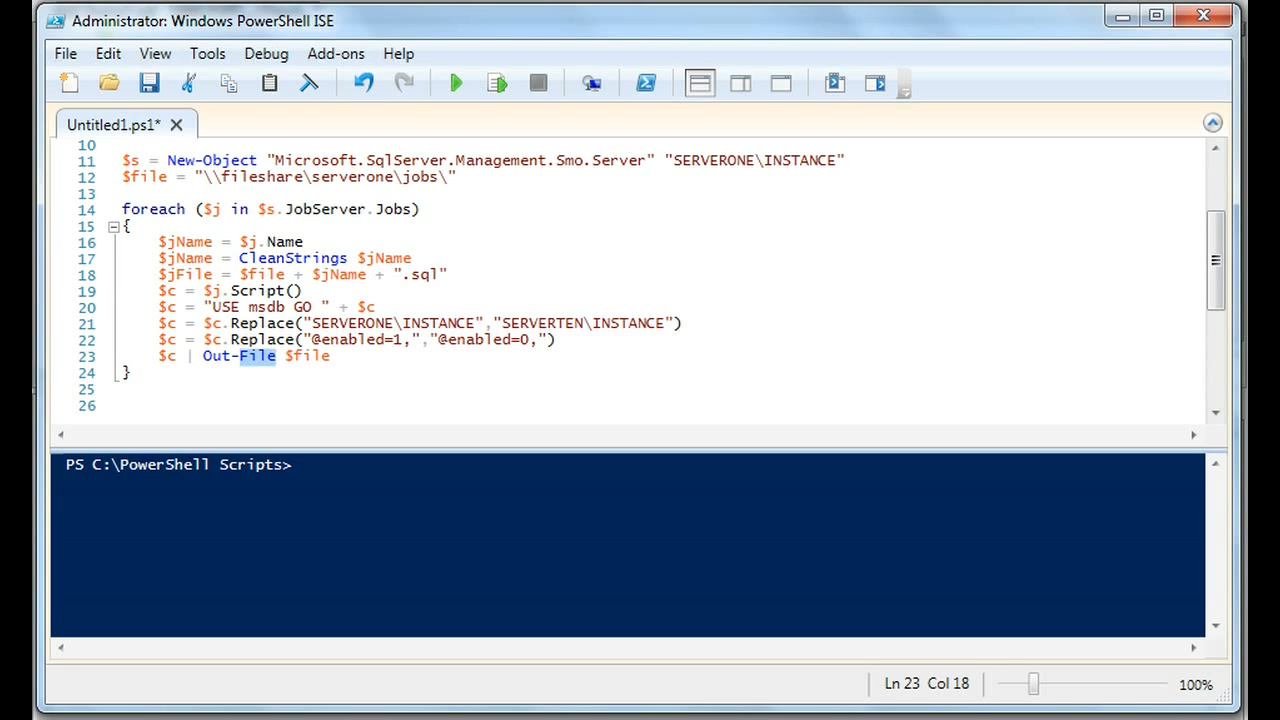 Administrator: Windows PowerShell ISE
File Edit View Tools Debug Add-ons Help
Untitled1.ps1*
10
11 $s = New-Object "Microsoft.SqlServer.Management.Smo.Server" "SERVERONE\INSTANCE"
12 $file = "\\fileshare\serverone\jobs\"
13
14 foreach ($j in $s.JobServer.Jobs)
15 {
16 $jName = $j.Name
17 $jName = CleanStrings $jName
18 $jFile = $file + $jName + ".sql"
19 $c = $j.Script()
20 $c = "USE msdb GO " + $c
21 $c = $c.Replace("SERVERONE\INSTANCE","SERVERTEN\INSTANCE")
22 $c = $c.Replace("@enabled=1,","@enabled=0,")
23 $c | Out-File $file
24 }
25
26
PS C:\PowerShell Scripts>
Ln 23 Col 18 100%